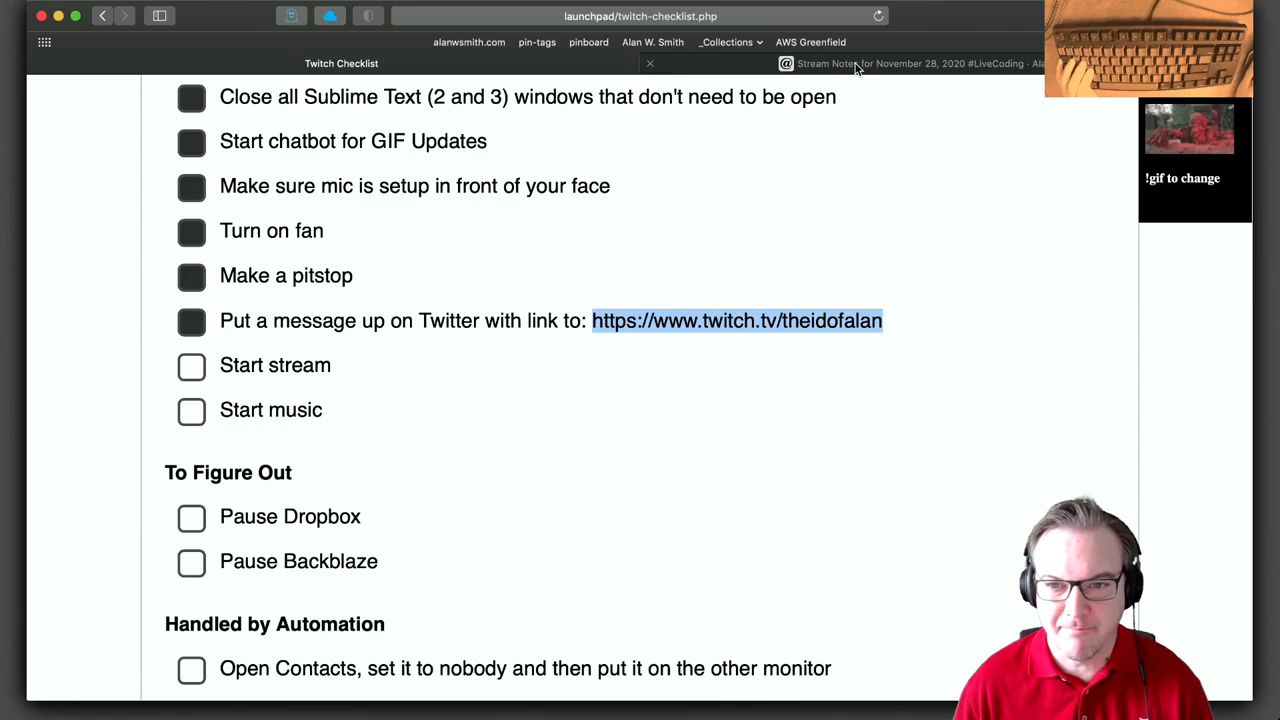 launchpad/twitch-checklist.php
alanwsmith.com pin-tags pinboard Alan W. Smith _Collections AWS Greenfield
Twitch Checklist
@ Stream Notes for November 28, 2020 #LiveCoding - Ala
Close all Sublime Text (2 and 3) windows that don't need to be open
Start chatbot for GIF Updates
!gif to change
Make sure mic is setup in front of your face
Turn on fan
Make a pitstop
Put a message up on Twitter with link to: https://www.twitch.tv/theidofalan
Start stream
Start music
To Figure Out
Pause Dropbox
Pause Backblaze
Handled by Automation
Open Contacts, set it to nobody and then put it on the other monitor